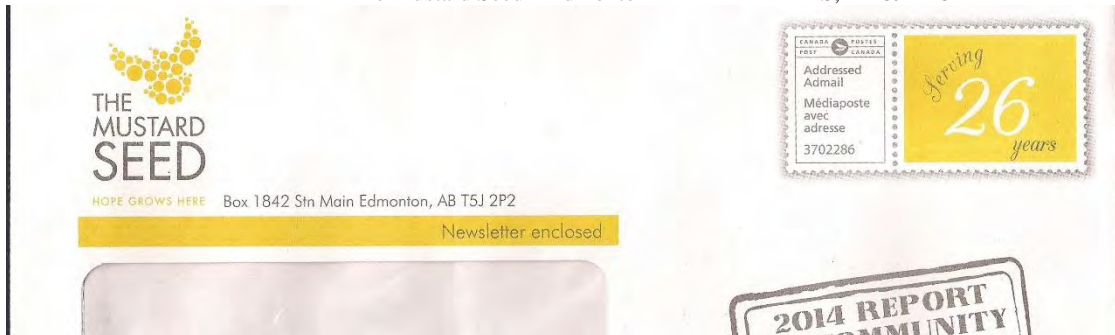 THE
MUSTARD
SEED
HOPE GROWS HERE
Box 1842 Stn Main Edmonton, AB T5J 2P2
Newsletter enclosed
CANADA POSTES
POST CANADA
Addressed
Admail
Médiaposte
avec
adresse
3702286
Serving
26
years
2014 REPORT